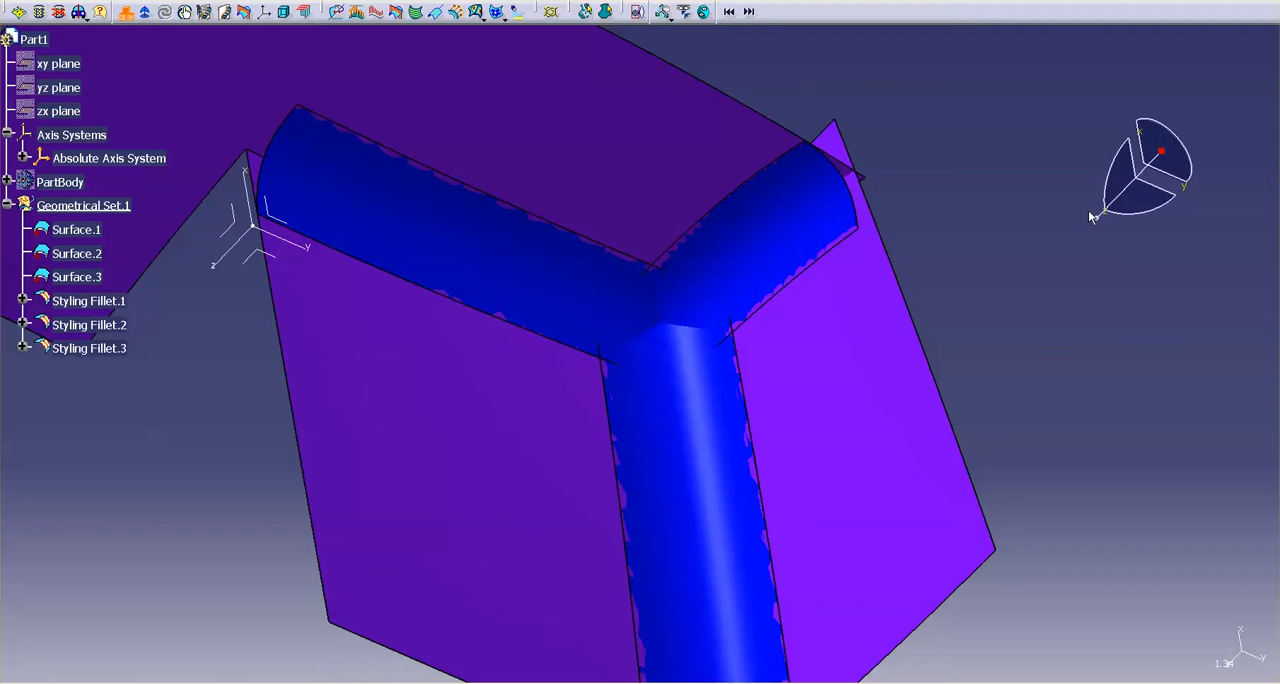 Part1
xy plane
yz plane
zx plane
Axis Systems
Absolute Axis System
PartBody
Geometrical Set.1
Surface.1
Surface.2
Surface.3
Styling Fillet.1
Styling Fillet.2
Styling Fillet.3
x
y
z
x
y
z
x
y